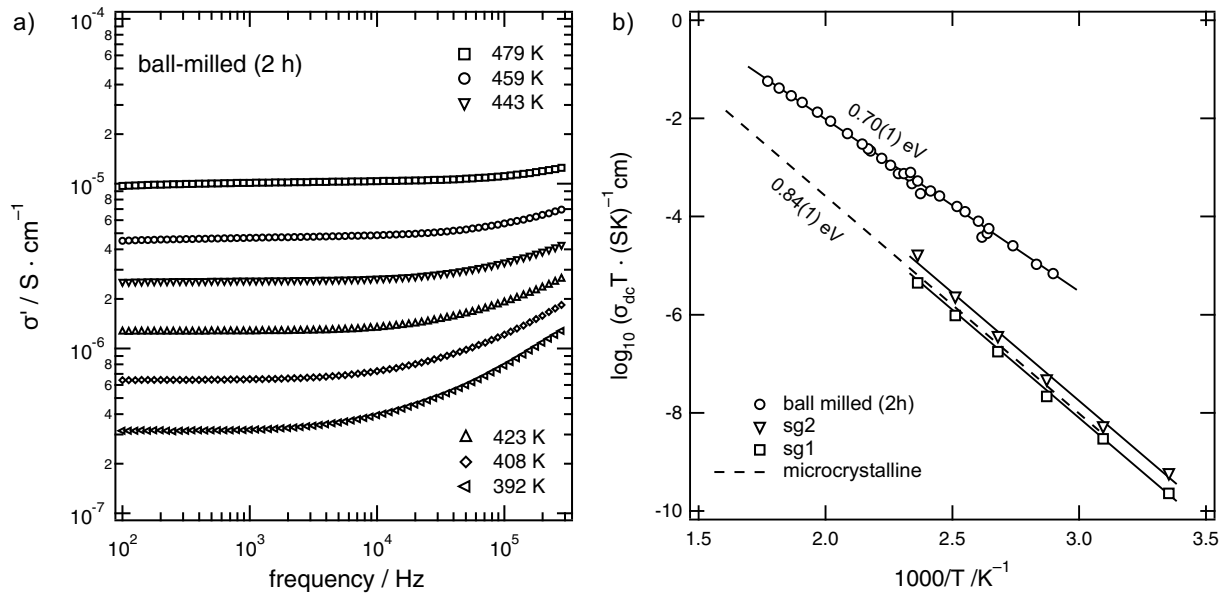 a)
ball-milled (2 h)
479 K
459 K
443 K
423 K
408 K
392 K
10⁻⁴
8
6
4
2
10⁻⁵
8
6
4
2
10⁻⁶
8
6
4
2
10⁻⁷
σ' / S · cm⁻¹
10² 10³ 10⁴ 10⁵
frequency / Hz
b)
0.70(1) eV
0.84(1) eV
ball milled (2h)
sg2
sg1
microcrystalline
0
-2
-4
-6
-8
-10
log₁₀ (σdcT · (SK)⁻¹cm)
1.5 2.0 2.5 3.0 3.5
1000/T /K⁻¹